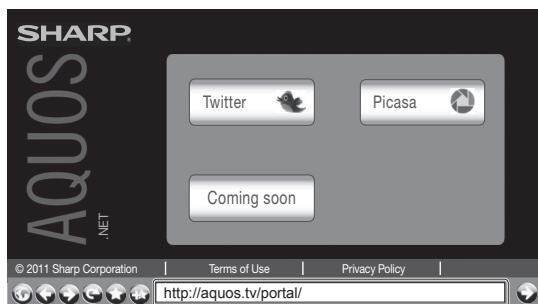 SHARP
AQUOS
.NET
Twitter
Picasa
Coming soon
© 2011 Sharp Corporation | Terms of Use | Privacy Policy |
http://aquos.tv/portal/